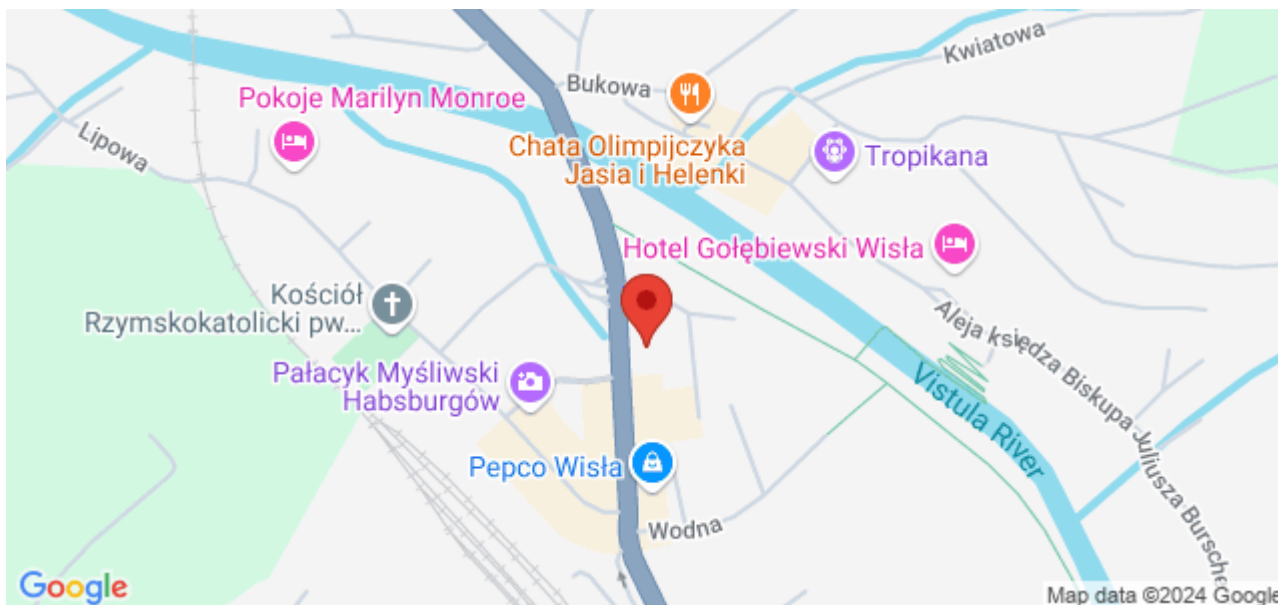 Kwiatowa
Bukowa
Pokoje Marilyn Monroe
Lipowa
Chata Olimpijczyka
Jasia i Helenki
Tropikana
Hotel Gołębiewski Wisła
Kościół
Rzymskokatolicki pw...
Aleja księdza Biskupa Juliusza Bursche
Pałacyk Myśliwski
Habsburgów
Vistula River
Pepco Wisła
Wodna
Google
Map data ©2024 Google